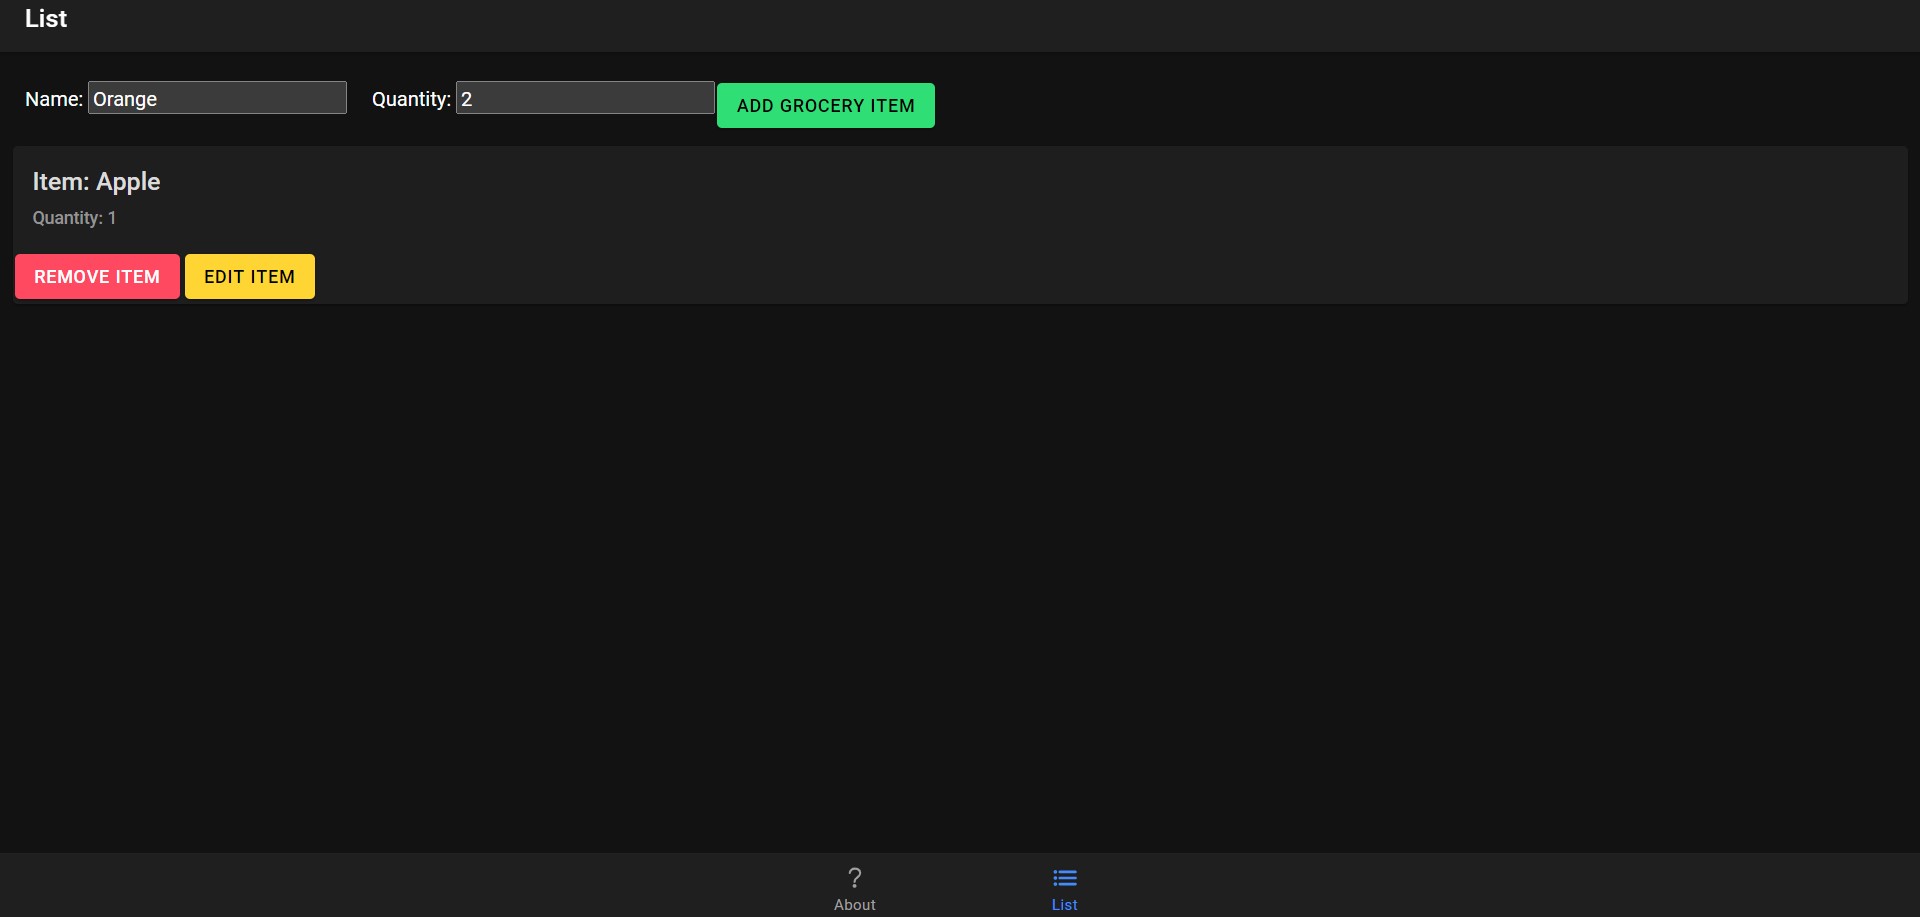 List
Name: Orange Quantity: 2 ADD GROCERY ITEM
Item: Apple
Quantity: 1
REMOVE ITEM EDIT ITEM
? 
About List